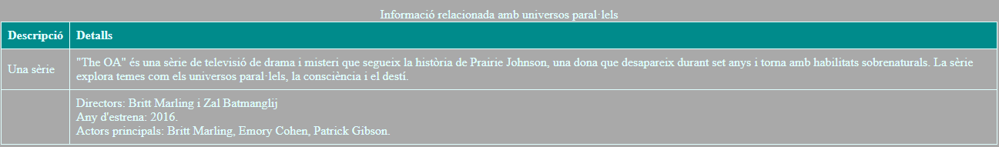 Informació relacionada amb universos paral·lels
Descripció Detalls
Una sèrie
"The OA" és una sèrie de televisió de drama i misteri que segueix la història de Prairie Johnson, una dona que desapareix durant set anys i torna amb habilitats sobrenaturals. La sèrie
explora temes com els universos paral·lels, la consciència i el destí.
Directors: Britt Marling i Zal Batmanglij
Any d'estrena: 2016.
Actors principals: Britt Marling, Emory Cohen, Patrick Gibson.